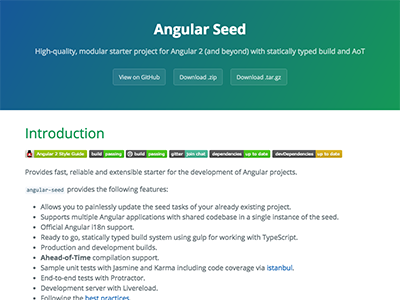 Angular Seed
High-quality, modular starter project for Angular 2 (and beyond) with statically typed build and AoT
View on GitHub Download .zip Download .tar.gz
Introduction
Angular 2 Style Guide build passing build passing gitter join chat dependencies up to date devDependencies up to date
Provides fast, reliable and extensible starter for the development of Angular projects.
angular-seed provides the following features:
Allows you to painlessly update the seed tasks of your already existing project.
Supports multiple Angular applications with shared codebase in a single instance of the seed.
Official Angular i18n support.
Ready to go, statically typed build system using gulp for working with TypeScript.
Production and development builds.
Ahead-of-Time compilation support.
Sample unit tests with Jasmine and Karma including code coverage via istanbul.
End-to-end tests with Protractor.
Development server with Livereload.
Following the best practices.